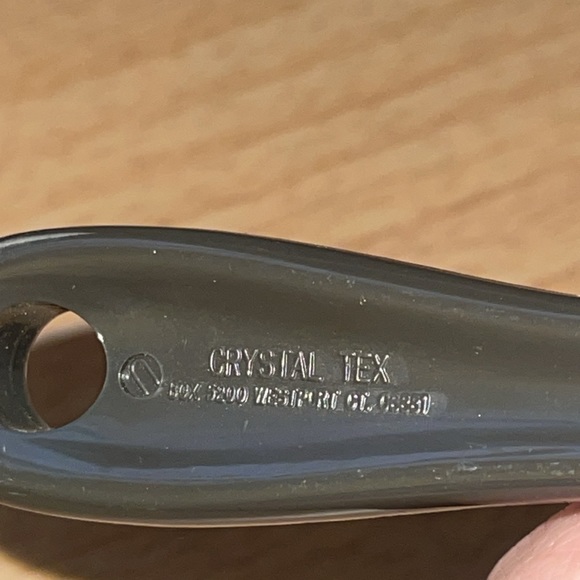 CRYSTAL TEX
BOX 5200 WESTPORT CT. 06881